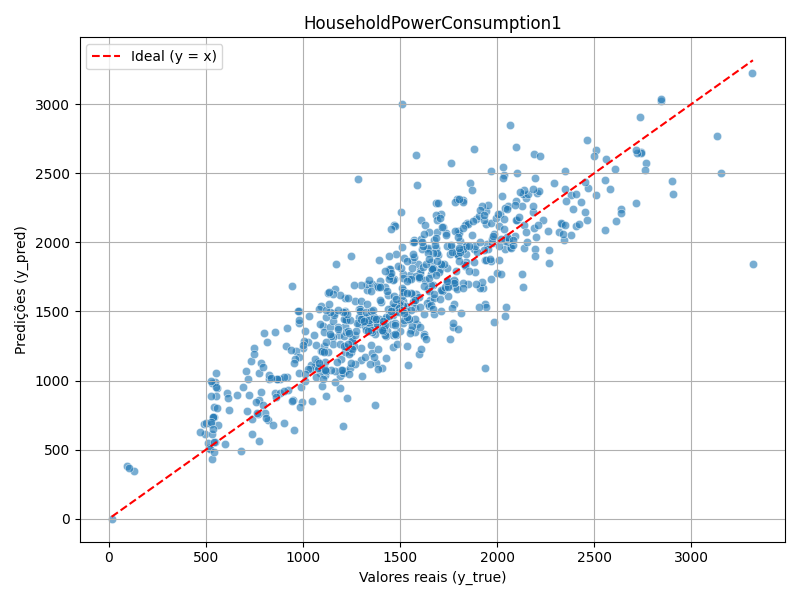 HouseholdPowerConsumption1
Ideal (y = x)
Predições (y_pred)
3000
2500
2000
1500
1000
500
0
0 500 1000 1500 2000 2500 3000
Valores reais (y_true)